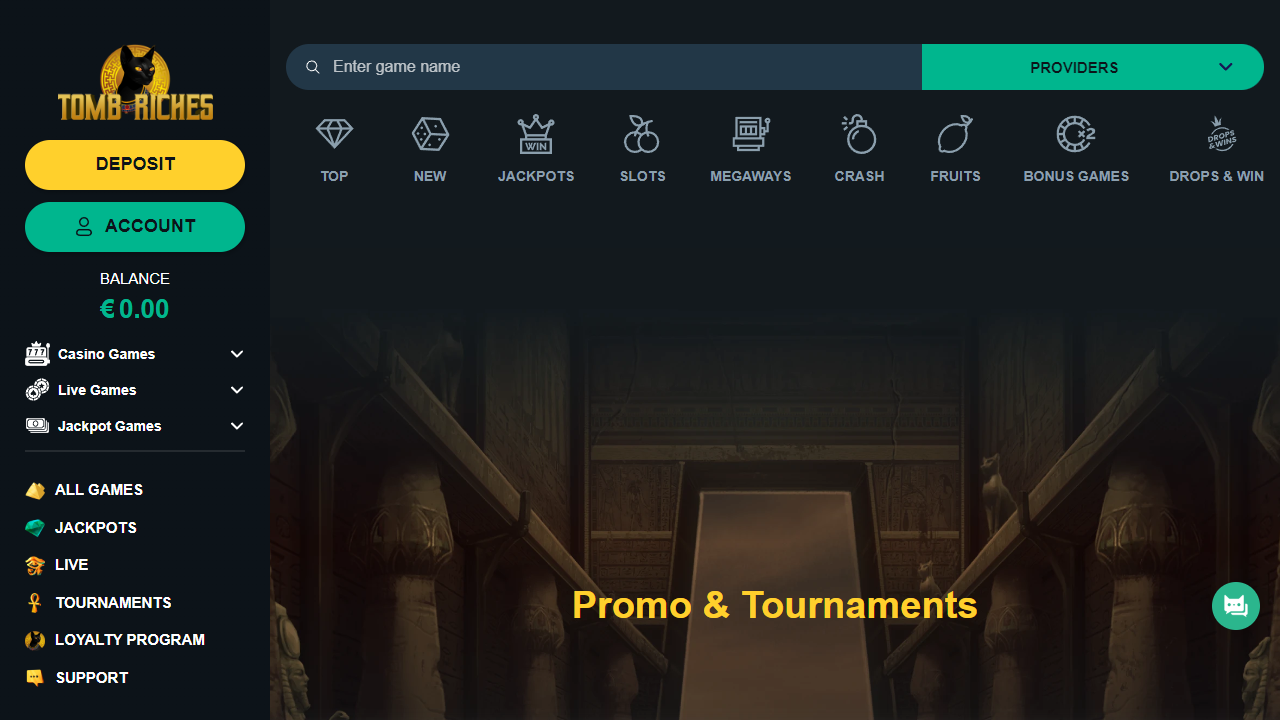 TOMB RICHES
DEPOSIT
ACCOUNT
BALANCE
€ 0.00
Casino Games
Live Games
Jackpot Games
ALL GAMES
JACKPOTS
LIVE
TOURNAMENTS
LOYALTY PROGRAM
SUPPORT
Enter game name
PROVIDERS
WIN
X2
DROPS
&WINS
TOP
NEW
JACKPOTS
SLOTS
MEGAWAYS
CRASH
FRUITS
BONUS GAMES
DROPS & WIN
Promo & Tournaments